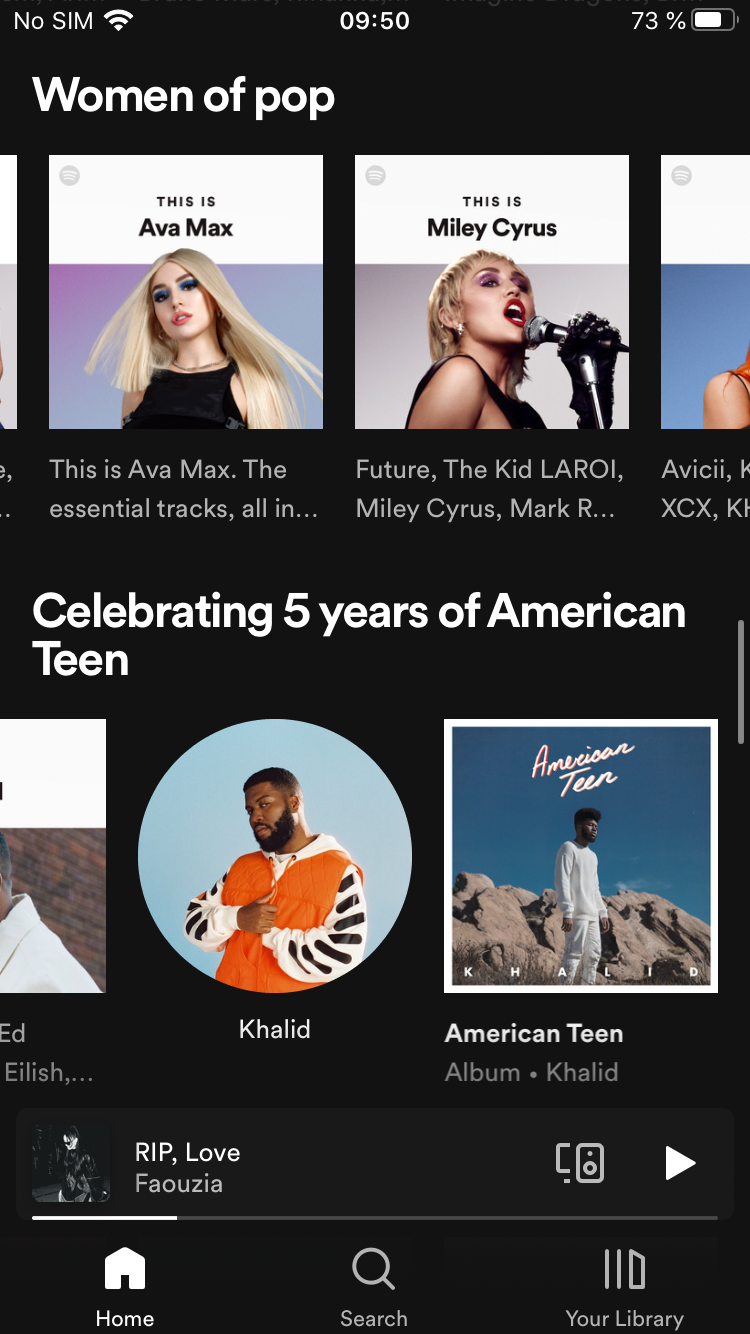 No SIM 09:50 73 %
Women of pop
THIS IS
Ava Max
THIS IS
Miley Cyrus
This is Ava Max. The
essential tracks, all in...
Future, The Kid LAROI,
Miley Cyrus, Mark R...
Avicii, K
XCX, KH
Celebrating 5 years of American
Teen
American
Teen
KHALID
Ed
Eilish,...
Khalid
American Teen
Album • Khalid
RIP, Love
Faouzia
Home
Search
Your Library